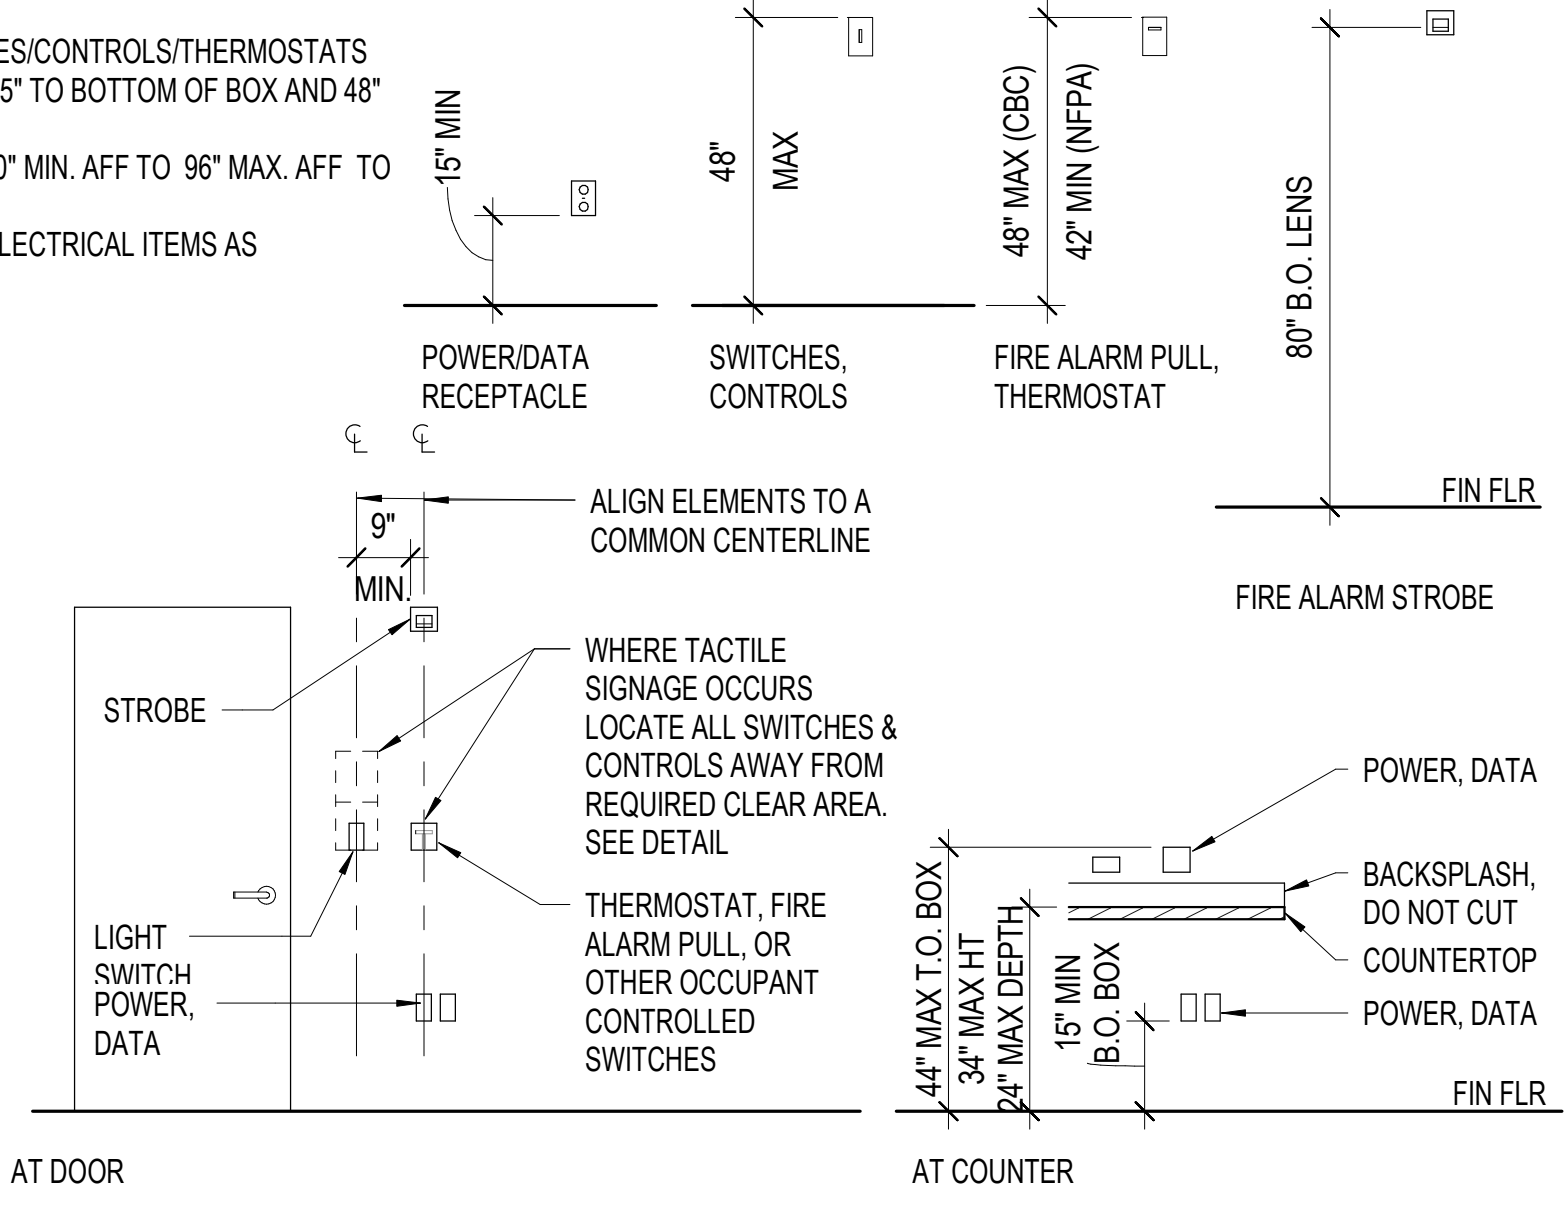 ES/CONTROLS/THERMOSTATS
5" TO BOTTOM OF BOX AND 48"
0" MIN. AFF TO 96" MAX. AFF TO
LECTRICAL ITEMS AS
15" MIN
POWER/DATA
RECEPTACLE
48"
MAX
SWITCHES,
CONTROLS
48" MAX (CBC)
42" MIN (NFPA)
FIRE ALARM PULL,
THERMOSTAT
80" B.O. LENS
FIN FLR
FIRE ALARM STROBE
ALIGN ELEMENTS TO A
COMMON CENTERLINE
9"
MIN.
STROBE
WHERE TACTILE
SIGNAGE OCCURS
LOCATE ALL SWITCHES &
CONTROLS AWAY FROM
REQUIRED CLEAR AREA.
SEE DETAIL
THERMOSTAT, FIRE
ALARM PULL, OR
OTHER OCCUPANT
CONTROLLED
SWITCHES
LIGHT
SWITCH
POWER,
DATA
AT DOOR
44" MAX T.O. BOX
34" MAX HT
24" MAX DEPTH
15" MIN
B.O. BOX
POWER, DATA
BACKSPLASH,
DO NOT CUT
COUNTERTOP
POWER, DATA
FIN FLR
AT COUNTER